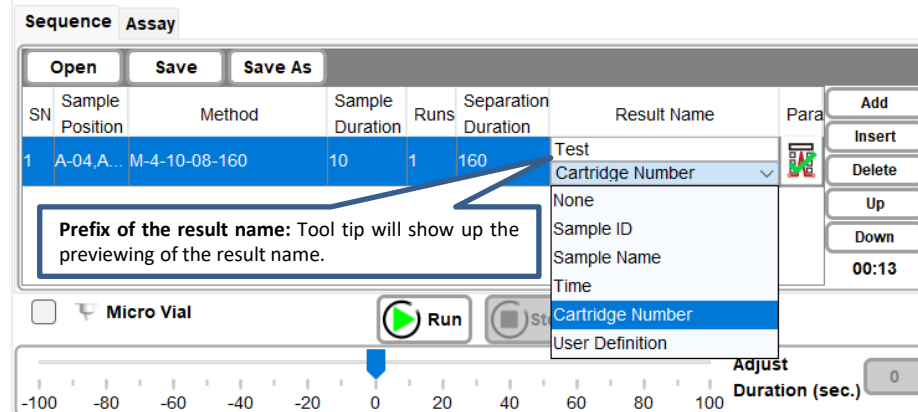 Sequence Assay
Open Save Save As
SN Sample Position Method Sample Duration Runs Separation Duration Result Name Para
1 A-04,A... M-4-10-08-160 10 1 160 Test
Cartridge Number
None
Sample ID
Sample Name
Time
Cartridge Number
User Definition
Prefix of the result name: Tool tip will show up the
previewing of the result name.
Add
Insert
Delete
Up
Down
00:13
Micro Vial Run
Adjust
Duration (sec.) 0
-100 -80 -60 -40 -20 0 20 40 60 80 100